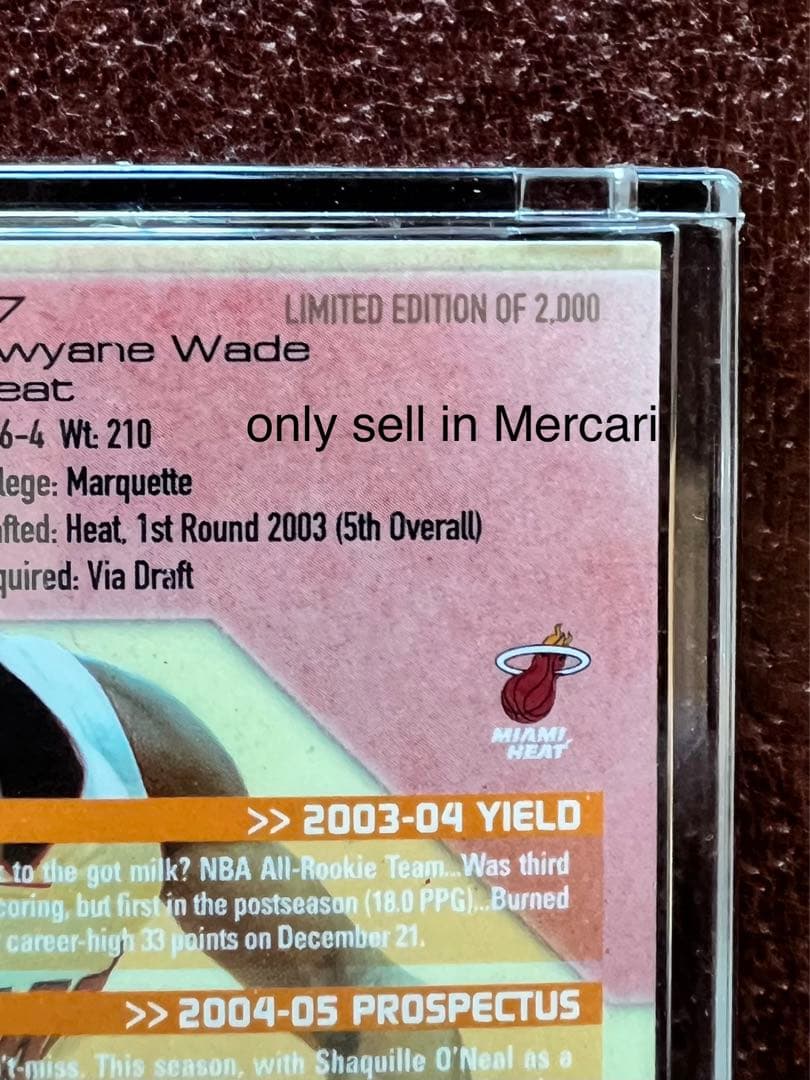 7
LIMITED EDITION OF 2,000
wyane Wade
eat
6-4 Wt: 210
only sell in Mercari
lege: Marquette
fted: Heat, 1st Round 2003 (5th Overall)
quired: Via Draft
MIAMI
HEAT
>> 2003-04 YIELD
to the got milk? NBA All-Rookie Team...Was third
coring, but first in the postseason (18.0 PPG)...Burned
career-high 33 points on December 21.
>> 2004-05 PROSPECTUS
't-miss. This season, with Shaquille O'Neal as a